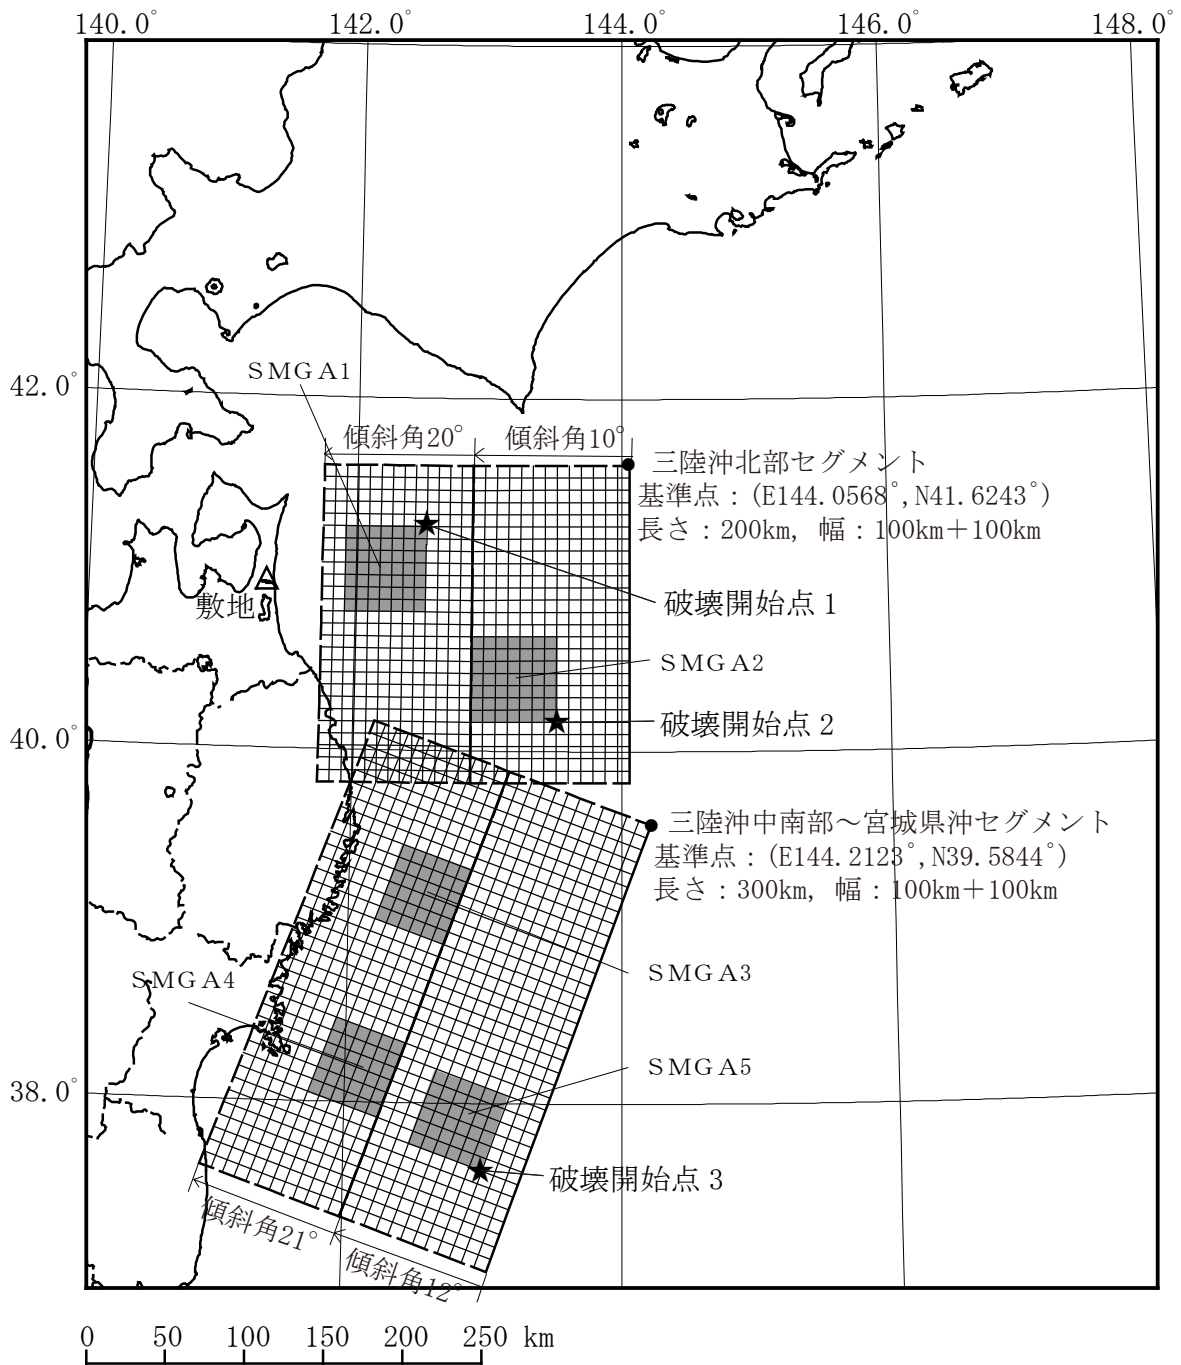 140.0° 142.0° 144.0° 146.0° 148.0°
SMGA1
42.0°
傾斜角20° 傾斜角10°
三陸沖北部セグメント
基準点：(E144.0568°,N41.6243°)
長さ：200km, 幅：100km＋100km
敷地
破壊開始点1
SMGA2
破壊開始点2
40.0°
三陸沖中南部～宮城県沖セグメント
基準点：(E144.2123°,N39.5844°)
長さ：300km, 幅：100km＋100km
SMGA3
SMGA4
SMGA5
38.0°
破壊開始点3
傾斜角21°
傾斜角12°
0 50 100 150 200 250 km